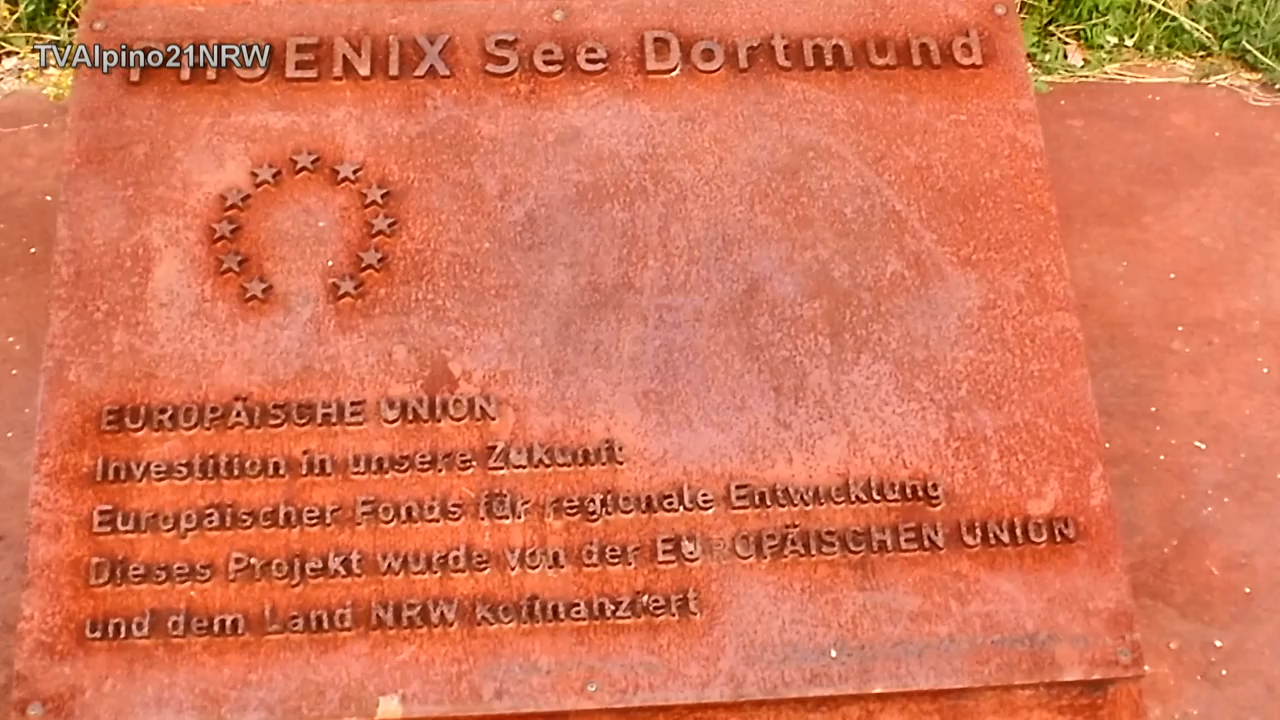 TVAlpino21NRW
PHOENIX See Dortmund
EUROPÄISCHE UNION
Investition in unsere Zukunft
Europäischer Fonds für regionale Entwicklung
Dieses Projekt wurde von der EUROPÄISCHEN UNION
und dem Land NRW kofinanziert